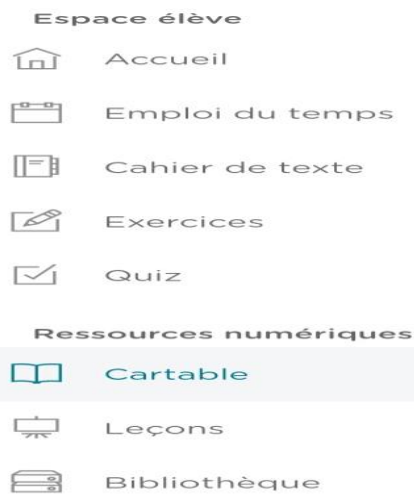 Espace élève
Accueil
Emploi du temps
Cahier de texte
Exercices
Quiz
Ressources numériques
Cartable
Leçons
Bibliothèque